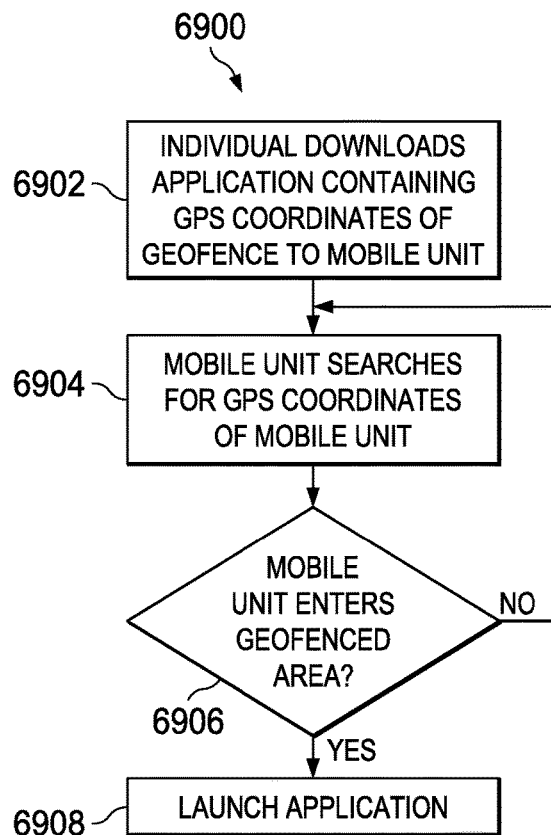 6900
6902
INDIVIDUAL DOWNLOADS
APPLICATION CONTAINING
GPS COORDINATES OF
GEOFENCE TO MOBILE UNIT
6904
MOBILE UNIT SEARCHES
FOR GPS COORDINATES
OF MOBILE UNIT
MOBILE
UNIT ENTERS
GEOFENCED
AREA?
NO
6906
YES
6908
LAUNCH APPLICATION